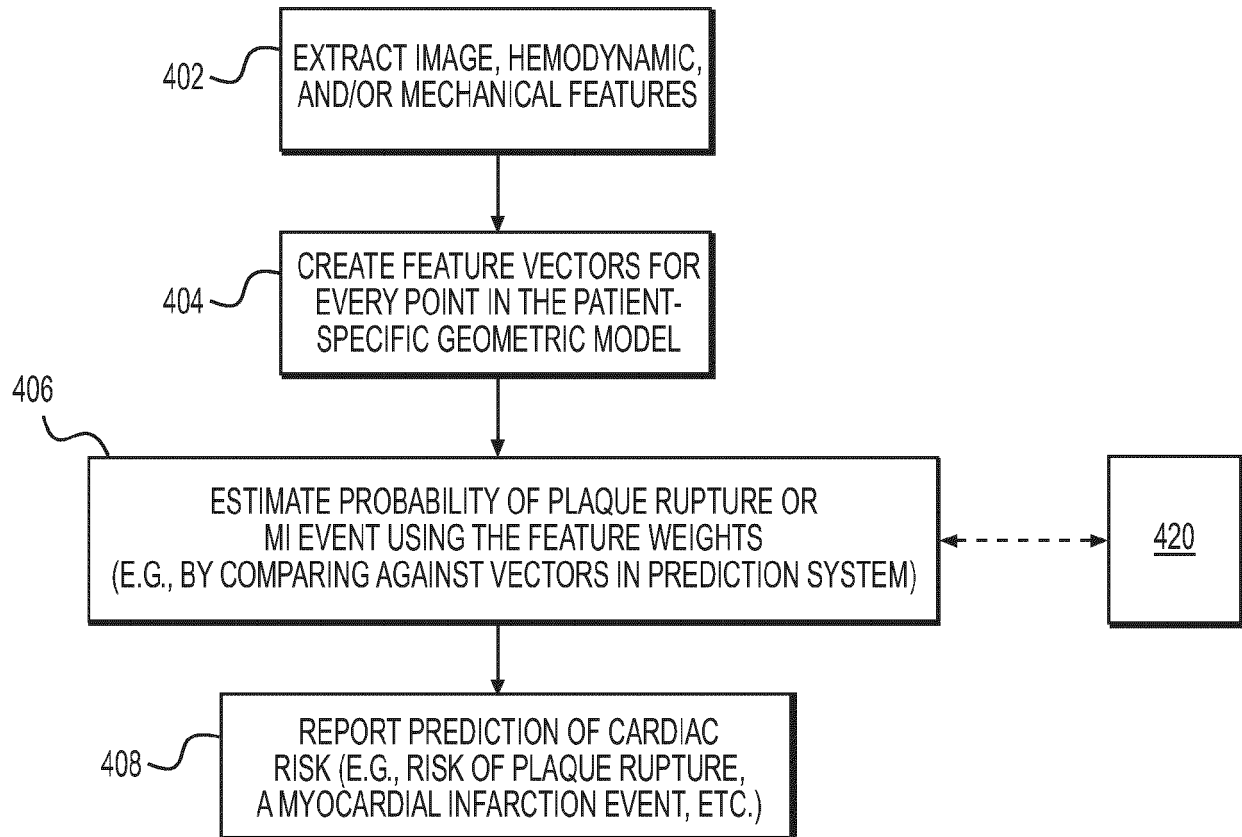 402
EXTRACT IMAGE, HEMODYNAMIC,
AND/OR MECHANICAL FEATURES
404
CREATE FEATURE VECTORS FOR
EVERY POINT IN THE PATIENT-
SPECIFIC GEOMETRIC MODEL
406
ESTIMATE PROBABILITY OF PLAQUE RUPTURE OR
MI EVENT USING THE FEATURE WEIGHTS
(E.G., BY COMPARING AGAINST VECTORS IN PREDICTION SYSTEM)
420
408
REPORT PREDICTION OF CARDIAC
RISK (E.G., RISK OF PLAQUE RUPTURE,
A MYOCARDIAL INFARCTION EVENT, ETC.)